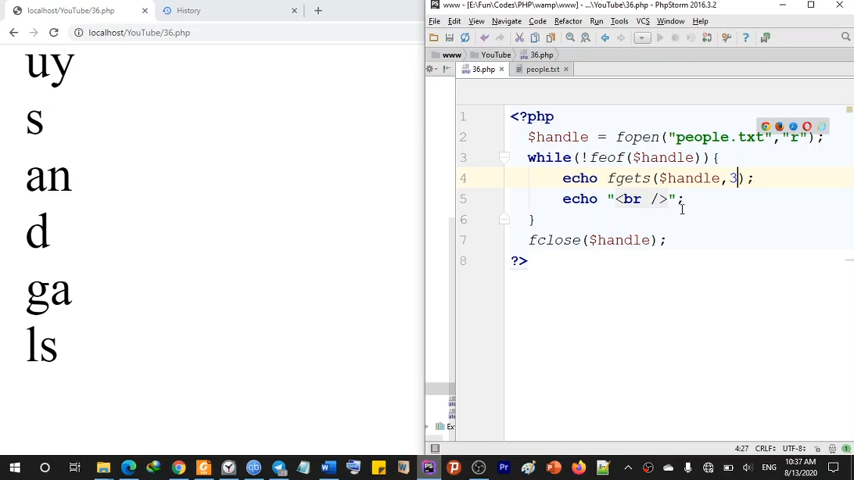 localhost/YouTube/36.php
History
localhost/YouTube/36.php
uy
s
an
d
ga
ls
www - [E:\Fun\Codes\PHP\wamp\www] - ...\YouTube\36.php - PhpStorm 2016.3.2
File Edit View Navigate Code Refactor Run Tools VCS Window Help
www YouTube 36.php
36.php people.txt
1 <?php
2 $handle = fopen("people.txt","r");
3 while(!feof($handle)){
4 echo fgets($handle,3);
5 echo "<br />";
6 }
7 fclose($handle);
8 ?>
4:27 CRLF÷ UTF-8÷
ENG
10:37 AM
8/13/2020